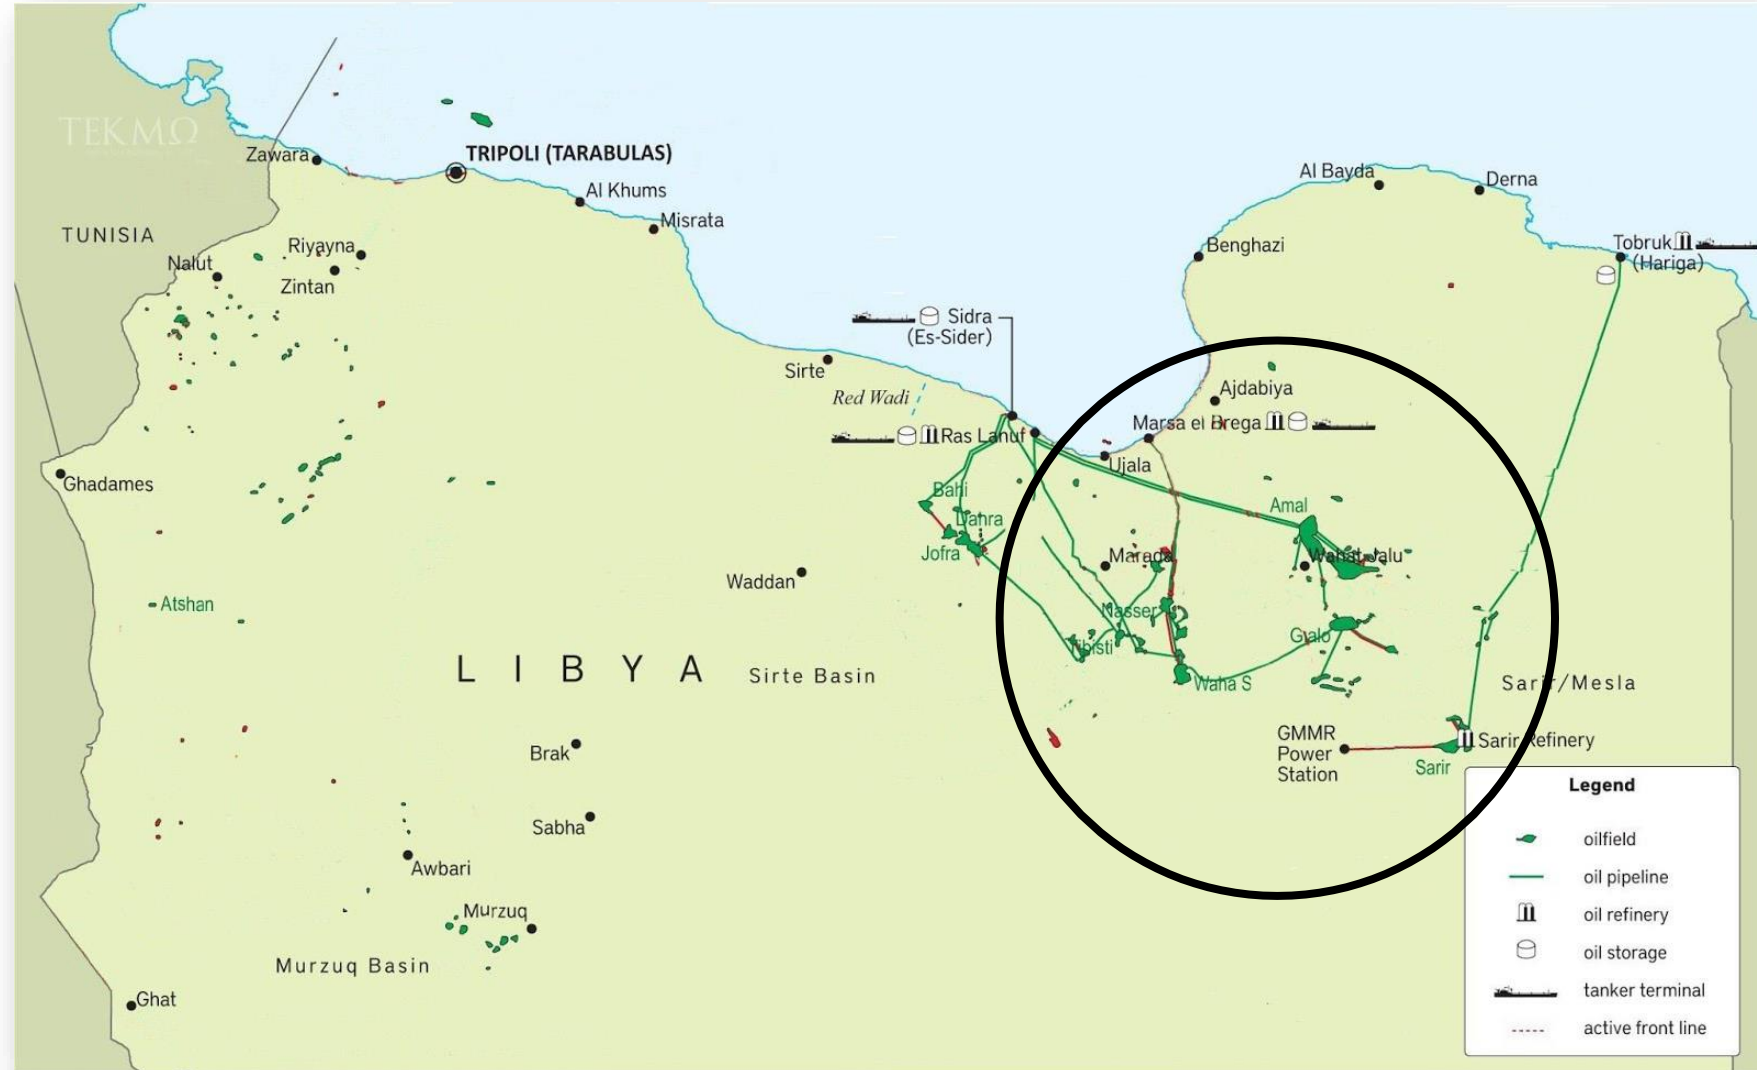 TEKMΩ
Zawara
TRIPOLI (TARABULAS)
Al Khums
Misrata
TUNISIA
Riyayna
Nalut
Zintan
Al Bayda
Derna
Benghazi
Tobruk
(Hariga)
Sidra
(Es-Sider)
Sirte
Red Wadi
Ajdabiya
Marsa el Brega
Ras Lanuf
Ujala
Ghadames
Bahi
Dahra
Jofra
Amal
Marada
Wahat Jalu
Waddan
Atshan
Nasser
Tibisti
Gialo
LIBYA
Sirte Basin
Waha S
Sarir/Mesla
GMMR
Power
Station
Sarir Refinery
Sarir
Brak
Sabha
Awbari
Murzuq
Murzuq Basin
Ghat
Legend
oilfield
oil pipeline
oil refinery
oil storage
tanker terminal
active front line